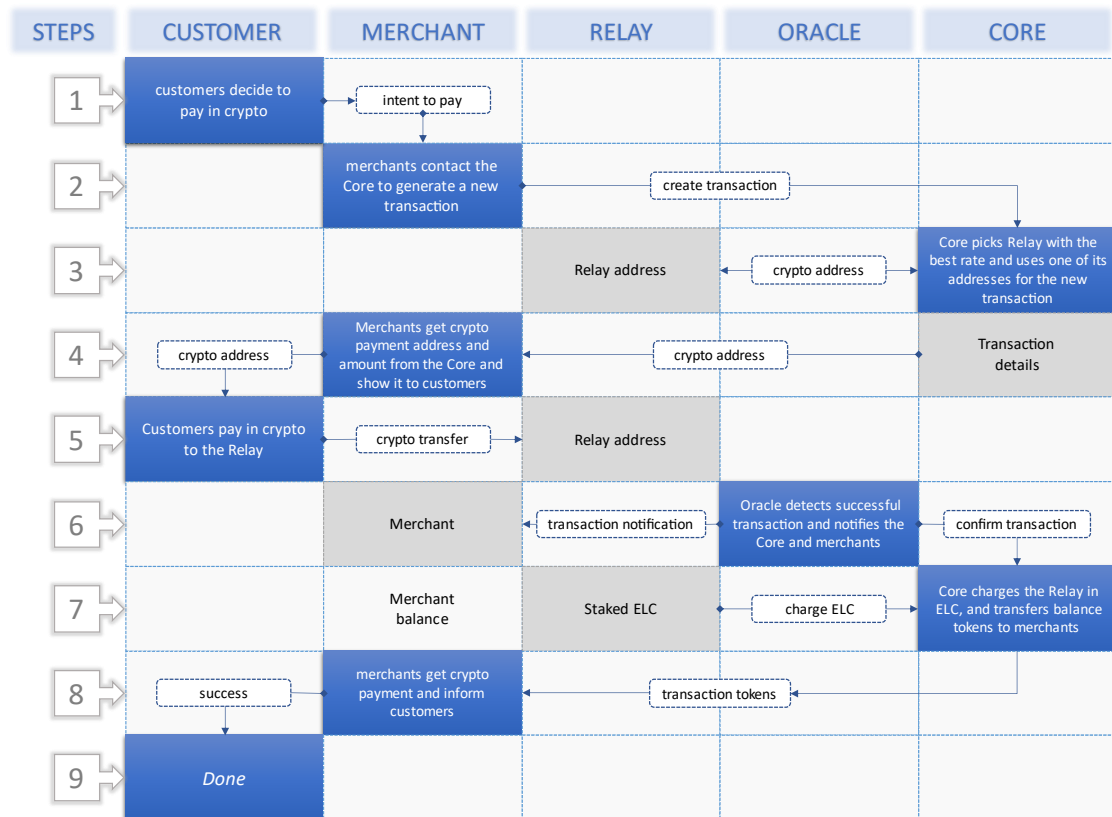 STEPS
CUSTOMER
MERCHANT
RELAY
ORACLE
CORE
1
customers decide to
pay in crypto
intent to pay
2
merchants contact the
Core to generate a new
transaction
create transaction
3
Relay address
crypto address
Core picks Relay with the
best rate and uses one of its
addresses for the new
transaction
4
crypto address
Merchants get crypto
payment address and
amount from the Core and
show it to customers
crypto address
Transaction
details
5
Customers pay in crypto
to the Relay
crypto transfer
Relay address
6
Merchant
transaction notification
Oracle detects successful
transaction and notifies the
Core and merchants
confirm transaction
7
Merchant
balance
Staked ELC
charge ELC
Core charges the Relay in
ELC, and transfers balance
tokens to merchants
8
success
merchants get crypto
payment and inform
customers
transaction tokens
9
Done